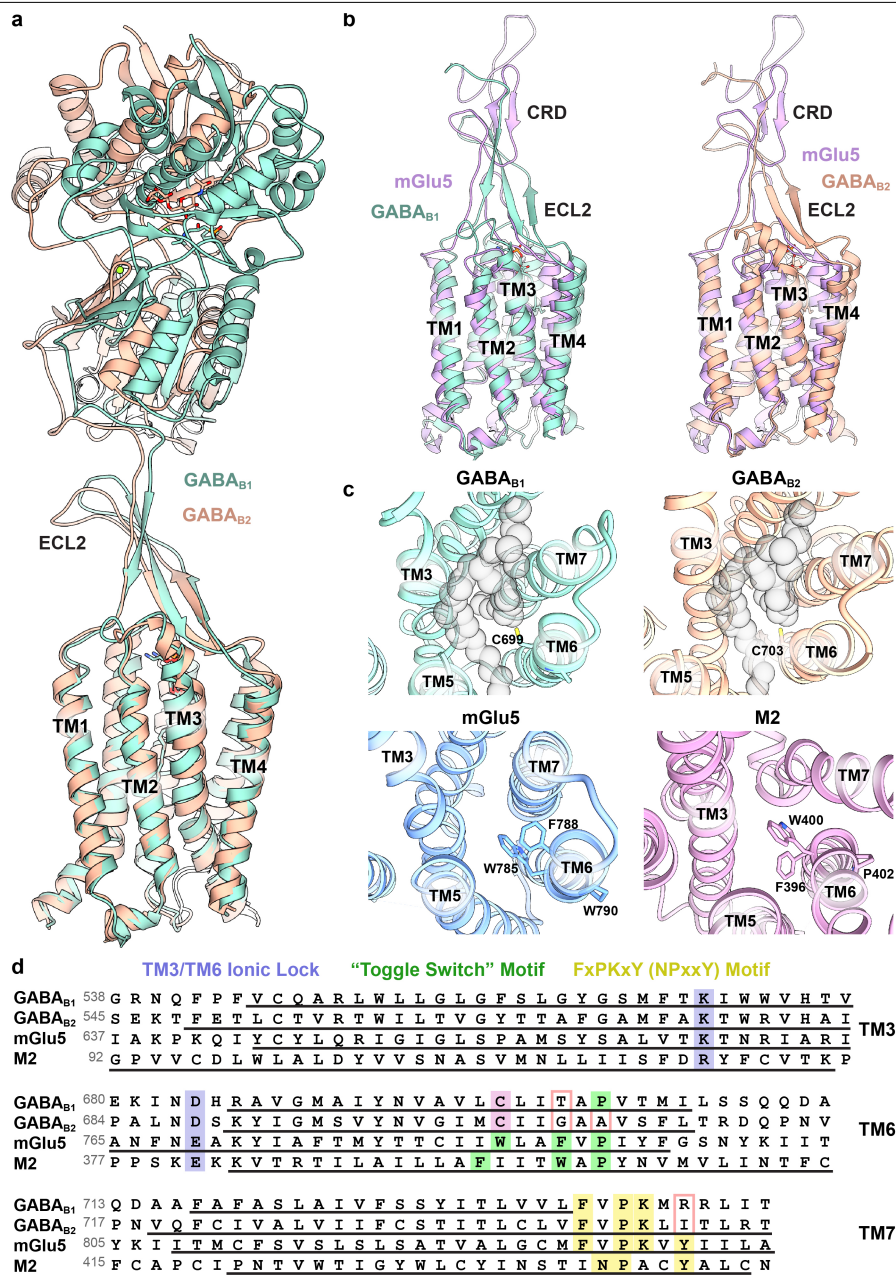 a
GABAB1
GABAB2
ECL2
TM1
TM2
TM3
TM4
b
CRD
mGlu5
GABAB1
ECL2
TM3
TM1
TM2
TM4
mGlu5
GABAB2
ECL2
TM3
TM1
TM2
TM4
c
GABAB1
TM3
TM7
C699
TM6
TM5
GABAB2
TM3
TM7
C703
TM6
TM5
mGlu5
TM3
TM7
F788
W785
TM6
TM5
W790
M2
TM7
TM3
W400
P402
F396
TM6
TM5
d
TM3/TM6 Ionic Lock “Toggle Switch” Motif FxPKxY (NPxxY) Motif
GABAB1 538 G R N Q F P F V C Q A R L W L L G L G F S L G Y G S M F T K I W W V H T V
GABAB2 545 S E K T F E T L C T V R T W I L T V G Y T T A F G A M F A K T W R V H A I
mGlu5 637 I A K P K Q I Y C Y L Q R I G I G L S P A M S Y S A L V T K T N R I A R I
M2 92 G P V V C D L W L A L D Y V V S N A S V M N L L I I S F D R Y F C V T K P
TM3
GABAB1 680 E K I N D H R A V G M A I Y N V A V L C L I T A P V T M I L S S Q Q D A
GABAB2 684 P A L N D S K Y I G M S V Y N V G I M C I I G A A V S F L T R D Q P N V
mGlu5 765 A N F N E A K Y I A F T M Y T T C I I W L A F V P I Y F G S N Y K I I T
M2 377 P P S K E K K V T R T I L A I L L A F I I T W A P Y N V M V L I N T F C
TM6
GABAB1 713 Q D A A F A F A S L A I V F S S Y I T L V V L F V P K M R R L I T
GABAB2 717 P N V Q F C I V A L V I I F C S T I T L C L V F V P K L I T L R T
mGlu5 805 Y K I I T M C F S V S L S L S A T V A L G C M F V P K V Y I I L A
M2 415 F C A P C I P N T V W T I G Y W L C Y I N S T I N P A C Y A L C N
TM7